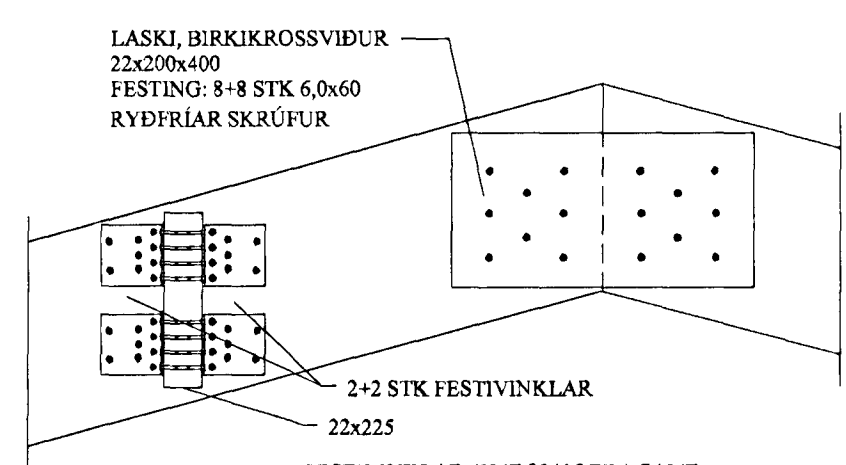 LASKI, BIRKIKROSSVIÐUR
22x200x400
FESTING: 8+8 STK 6,0x60
RYÐFRÍAR SKRÚFUR
2+2 STK FESTIVINKLAR
22x225